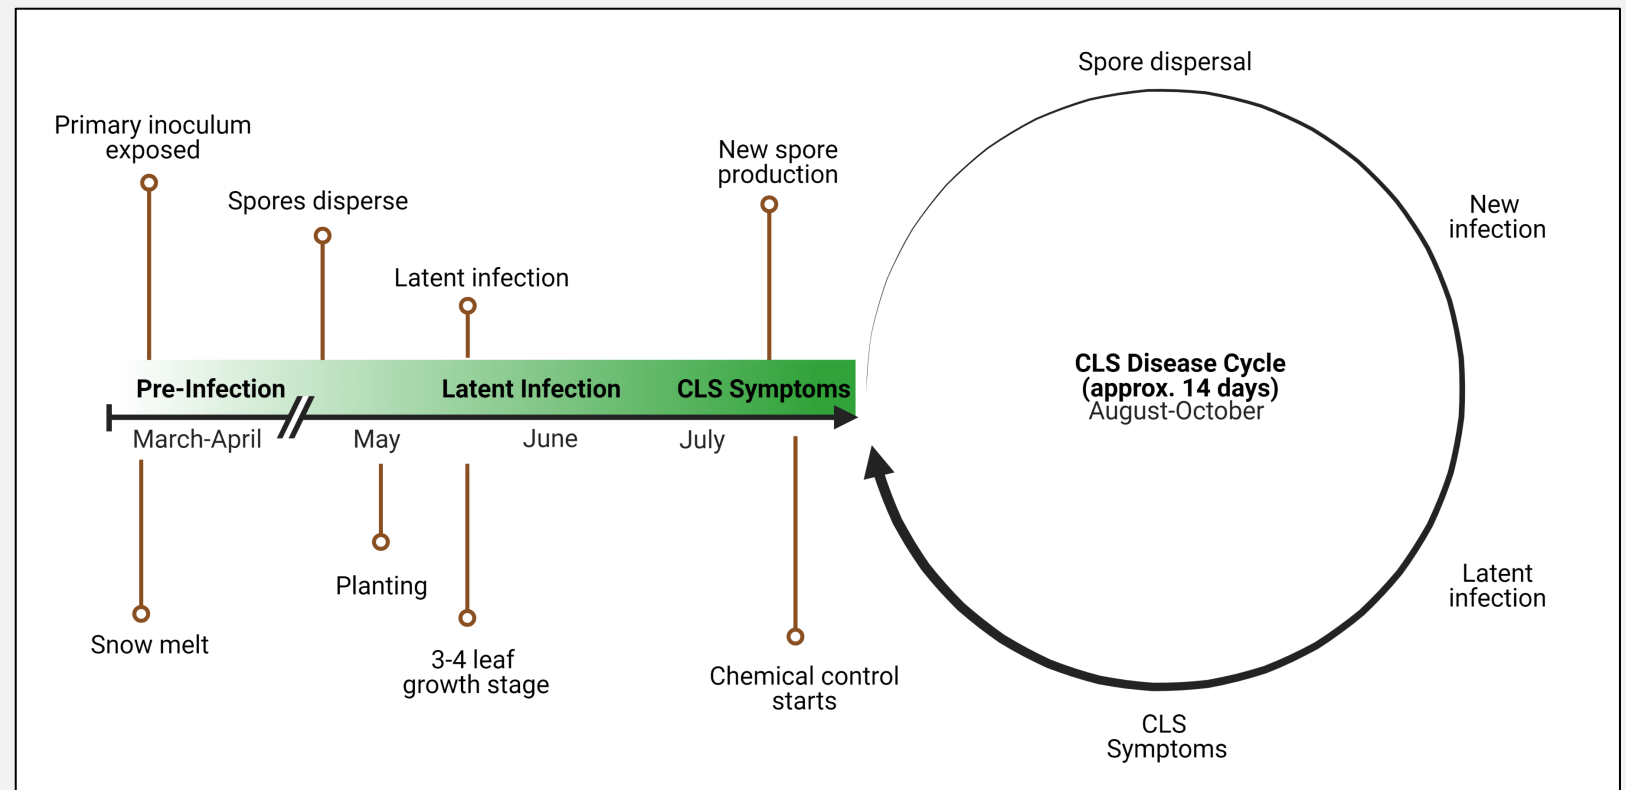 Spore dispersal
Primary inoculum
exposed
New spore
production
Spores disperse
New
infection
Latent infection
CLS Disease Cycle
(approx. 14 days)
August-October
Pre-Infection
Latent Infection
CLS Symptoms
March-April
May
June
July
Planting
Latent
infection
Snow melt
3-4 leaf
growth stage
Chemical control
starts
CLS
Symptoms